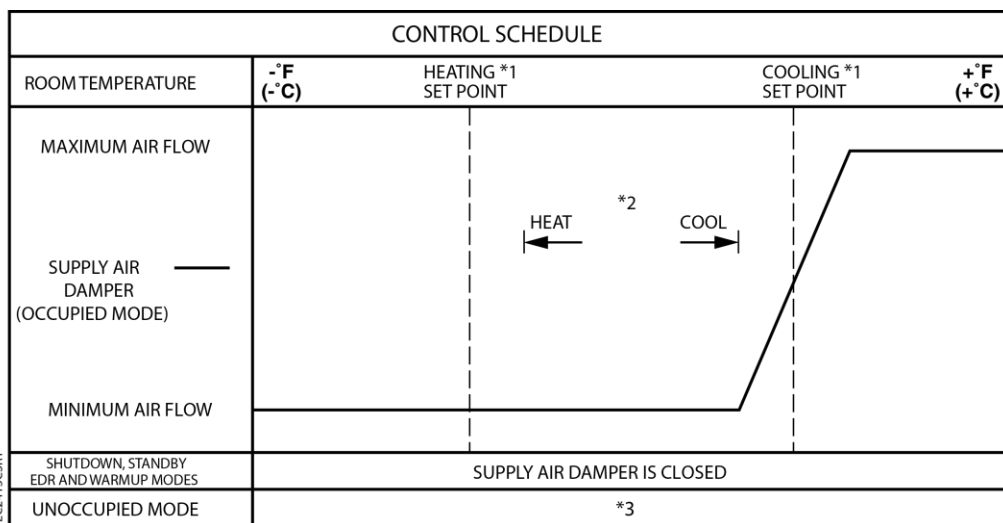 CONTROL SCHEDULE
ROOM TEMPERATURE
-°F
(-°C)
HEATING *1
SET POINT
COOLING *1
SET POINT
+°F
(+°C)
MAXIMUM AIR FLOW
*2
HEAT
COOL
SUPPLY AIR
DAMPER
(OCCUPIED MODE)
MINIMUM AIR FLOW
SHUTDOWN, STANDBY
EDR AND WARMUP MODES
SUPPLY AIR DAMPER IS CLOSED
UNOCCUPIED MODE
*3